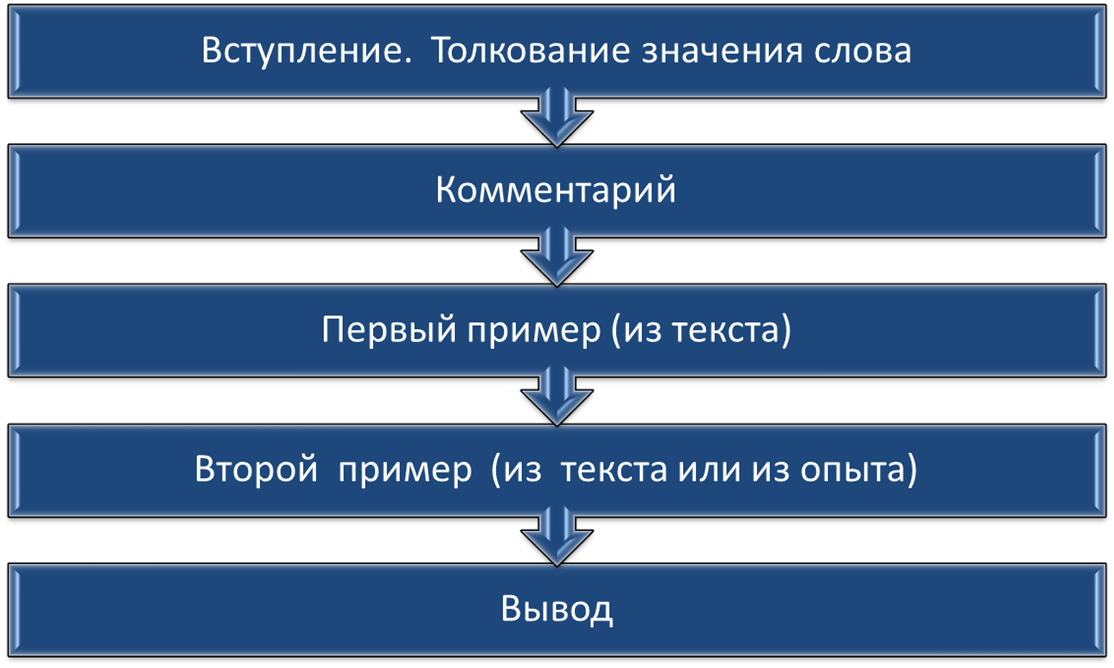 Вступление. Толкование значения слова
Комментарий
Первый пример (из текста)
Второй пример (из текста или из опыта)
Вывод